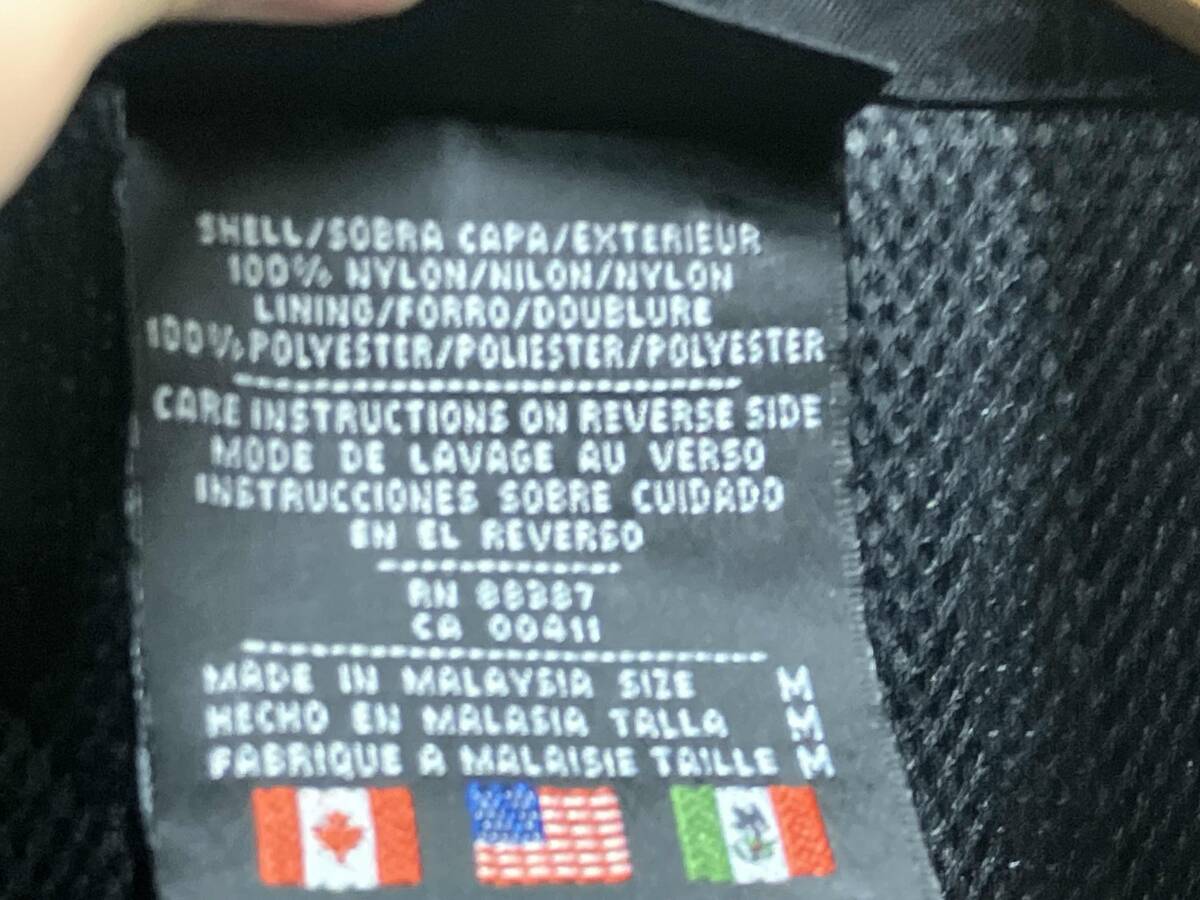 SHELL/SOBRA CAPA/EXTERIEUR
100% NYLON/NILON/NYLON
LINING/FORRO/DOUBLURE
100% POLYESTER/POLIESTER/POLYESTER
CARE INSTRUCTIONS ON REVERSE SIDE
MODE DE LAVAGE AU VERSO
INSTRUCCIONES SOBRE CUIDADO
EN EL REVERSO
RN 88387
CA 00411
MADE IN MALAYSIA SIZE M
HECHO EN MALASIA TALLA M
FABRIQUE A MALAISIE TAILLE M